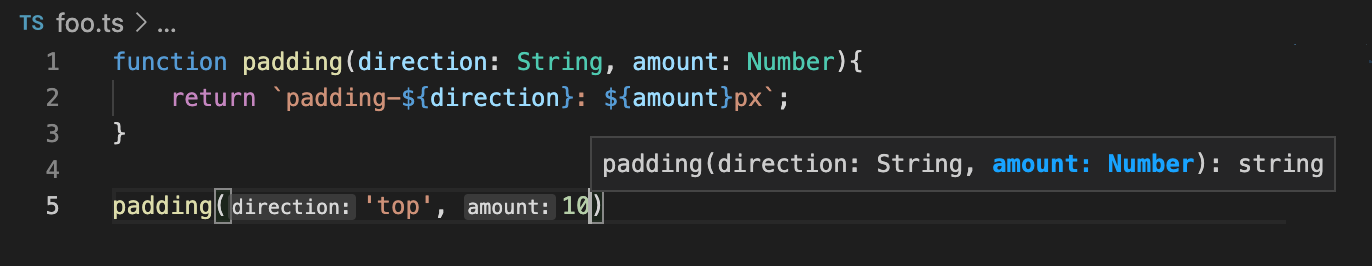 TS foo.ts > ...
1 function padding(direction: String, amount: Number){
2 return `padding-${direction}: ${amount}px`;
3 }
padding(direction: String, amount: Number): string
4
5 padding(direction: 'top', amount: 10)